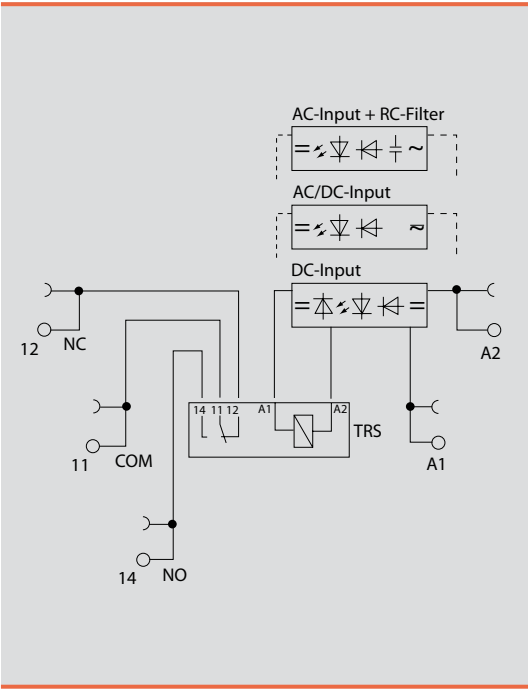 AC-Input + RC-Filter
= ~
AC/DC-Input
=
DC-Input
= =
12 NC
A2
14 11 12 A1 A2
TRS
11 COM
A1
14 NO